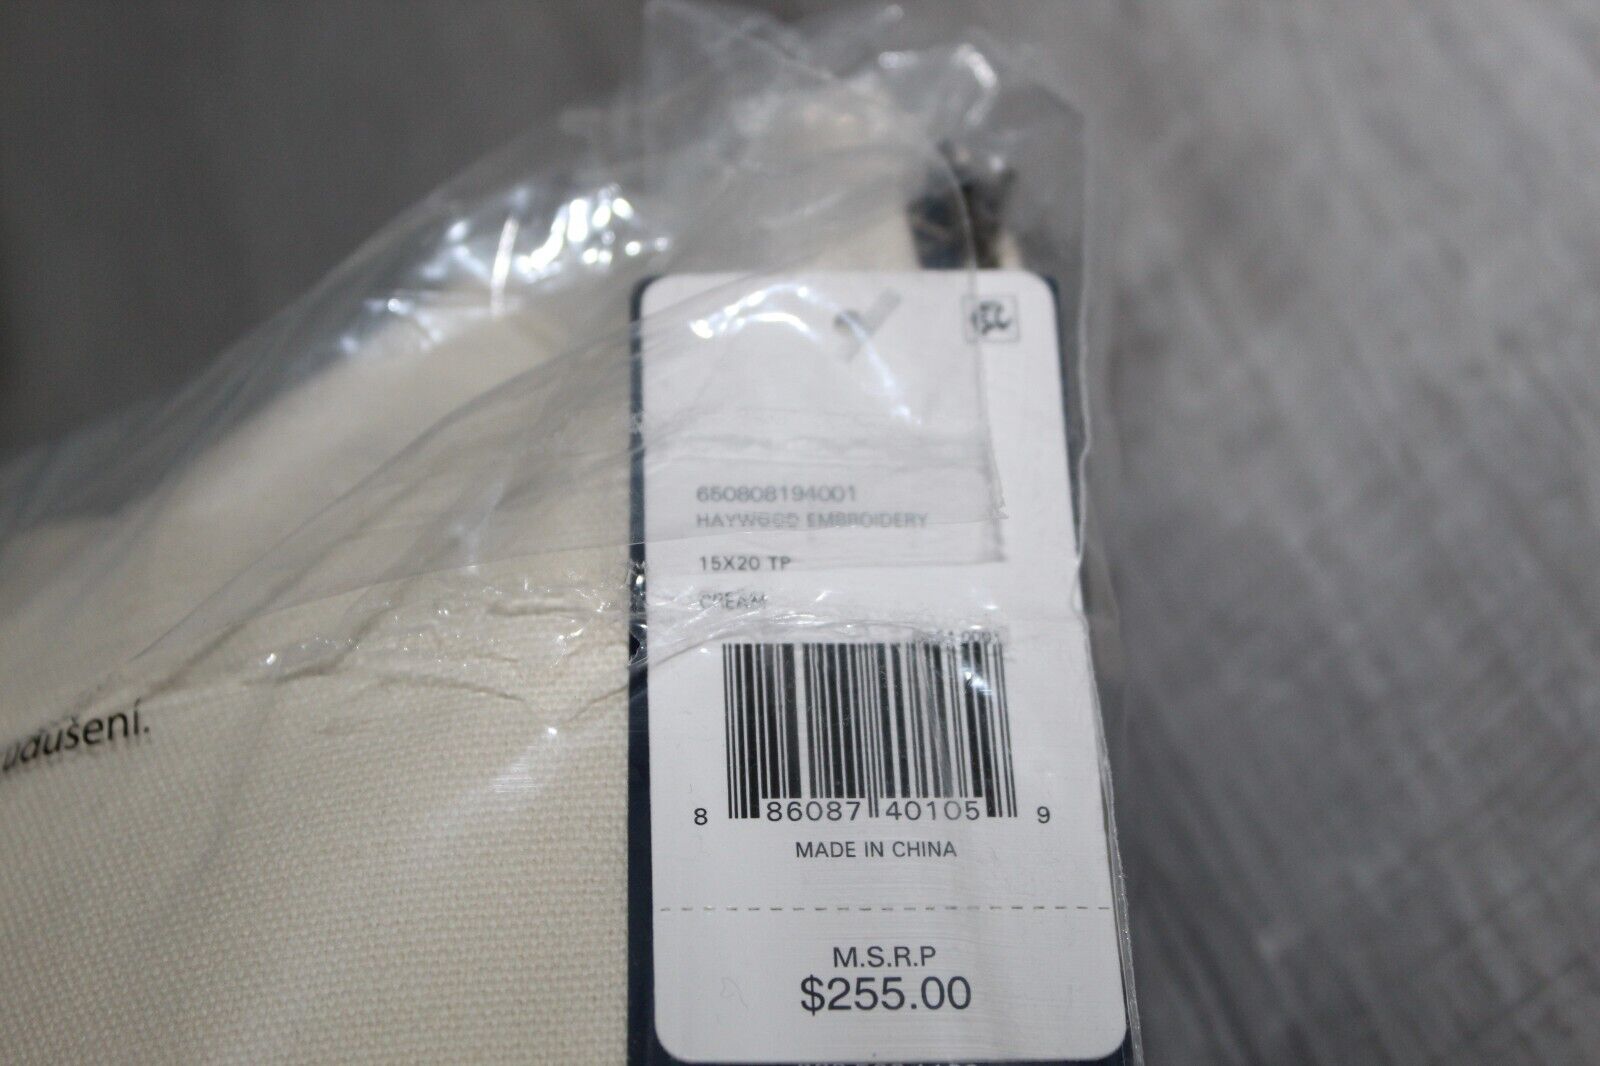 650808194001
HAYWOOD EMBROIDERY
15X20 TP
CREAM
8 86087 40105 9
MADE IN CHINA
M.S.R.P
$255.00
udušení.